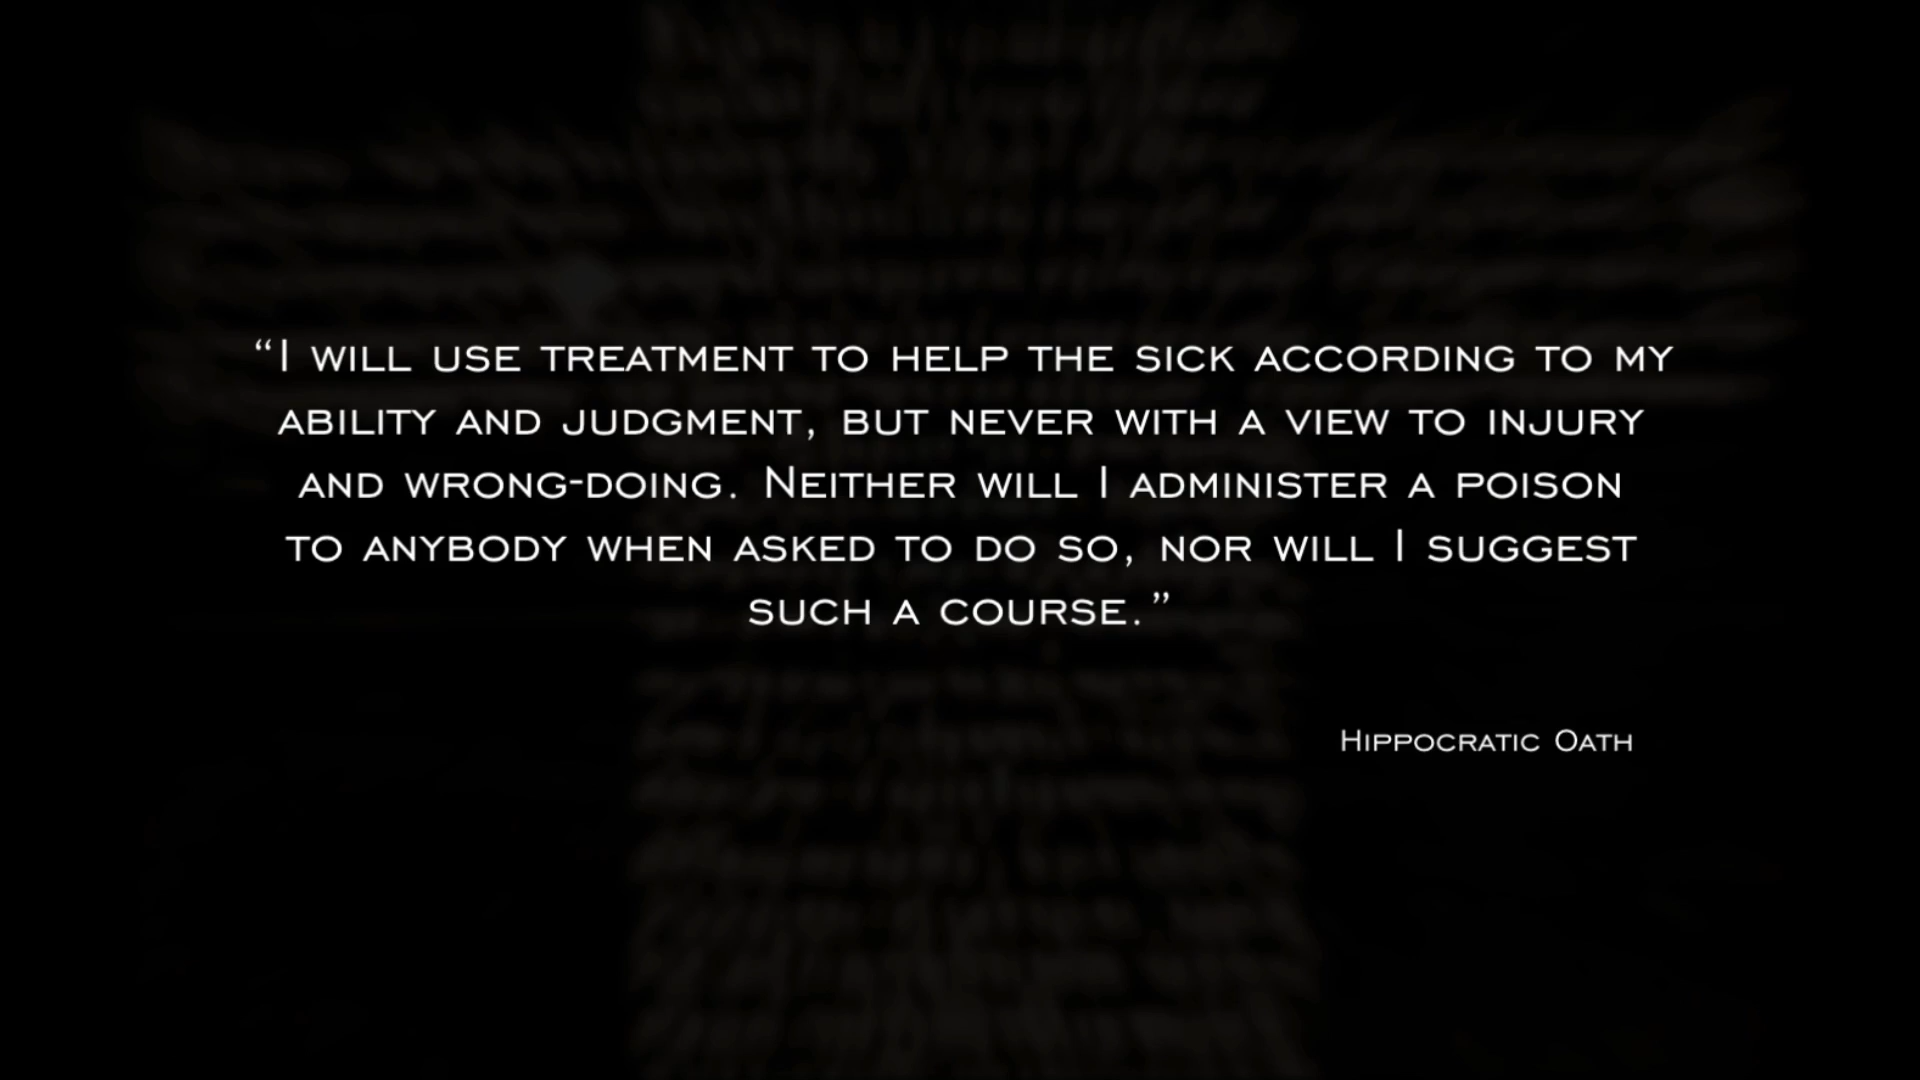 “I will use treatment to help the sick according to my
ability and judgment, but never with a view to injury
and wrong-doing. Neither will I administer a poison
to anybody when asked to do so, nor will I suggest
such a course.”
Hippocratic Oath